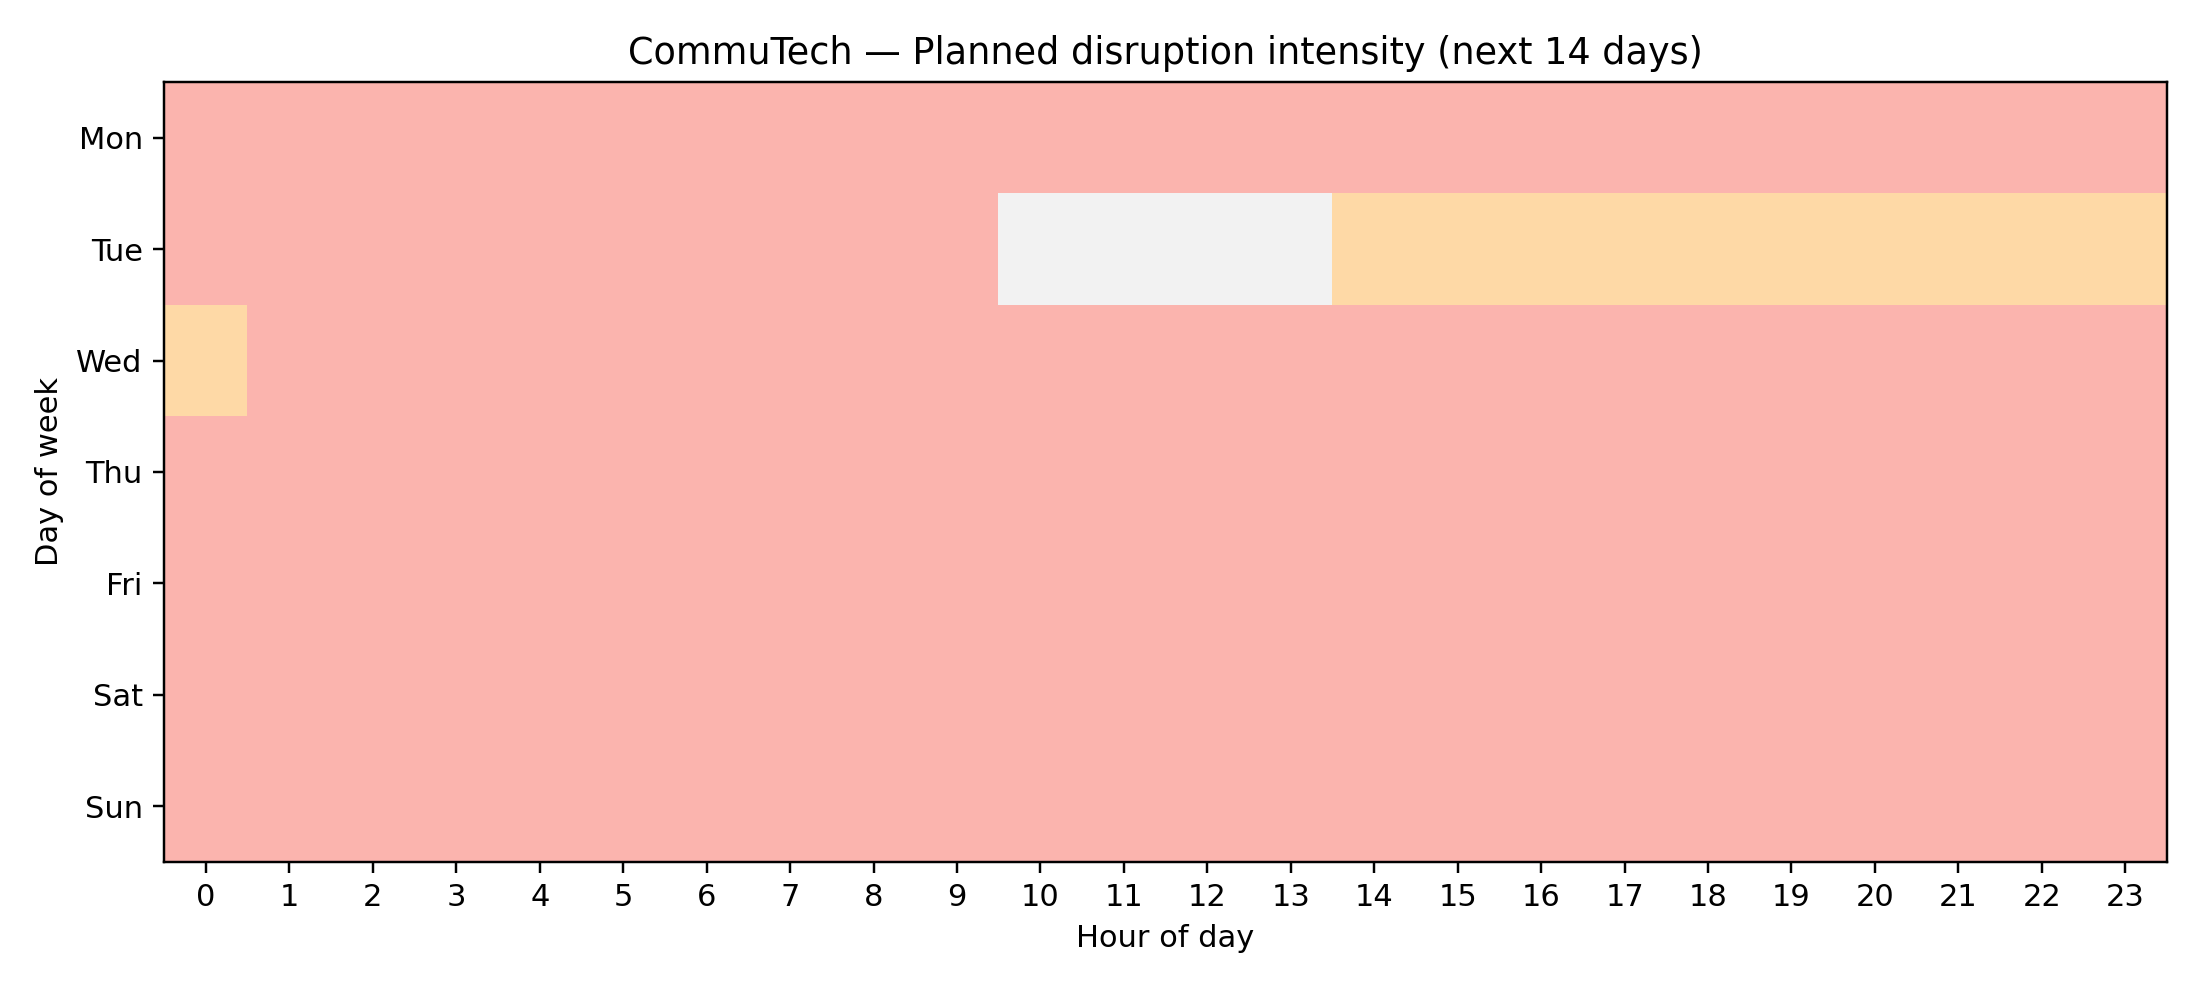 CommuTech — Planned disruption intensity (next 14 days)
Mon
Tue
Wed
Thu
Fri
Sat
Sun
Day of week
0 1 2 3 4 5 6 7 8 9 10 11 12 13 14 15 16 17 18 19 20 21 22 23
Hour of day